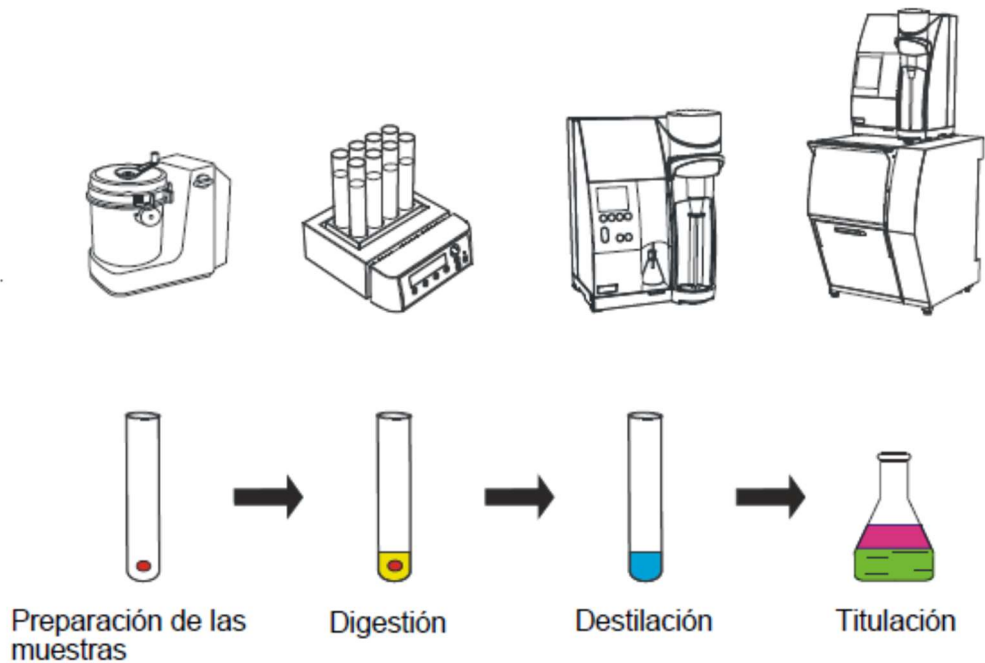 Preparación de las
muestras
Digestión
Destilación
Titulación